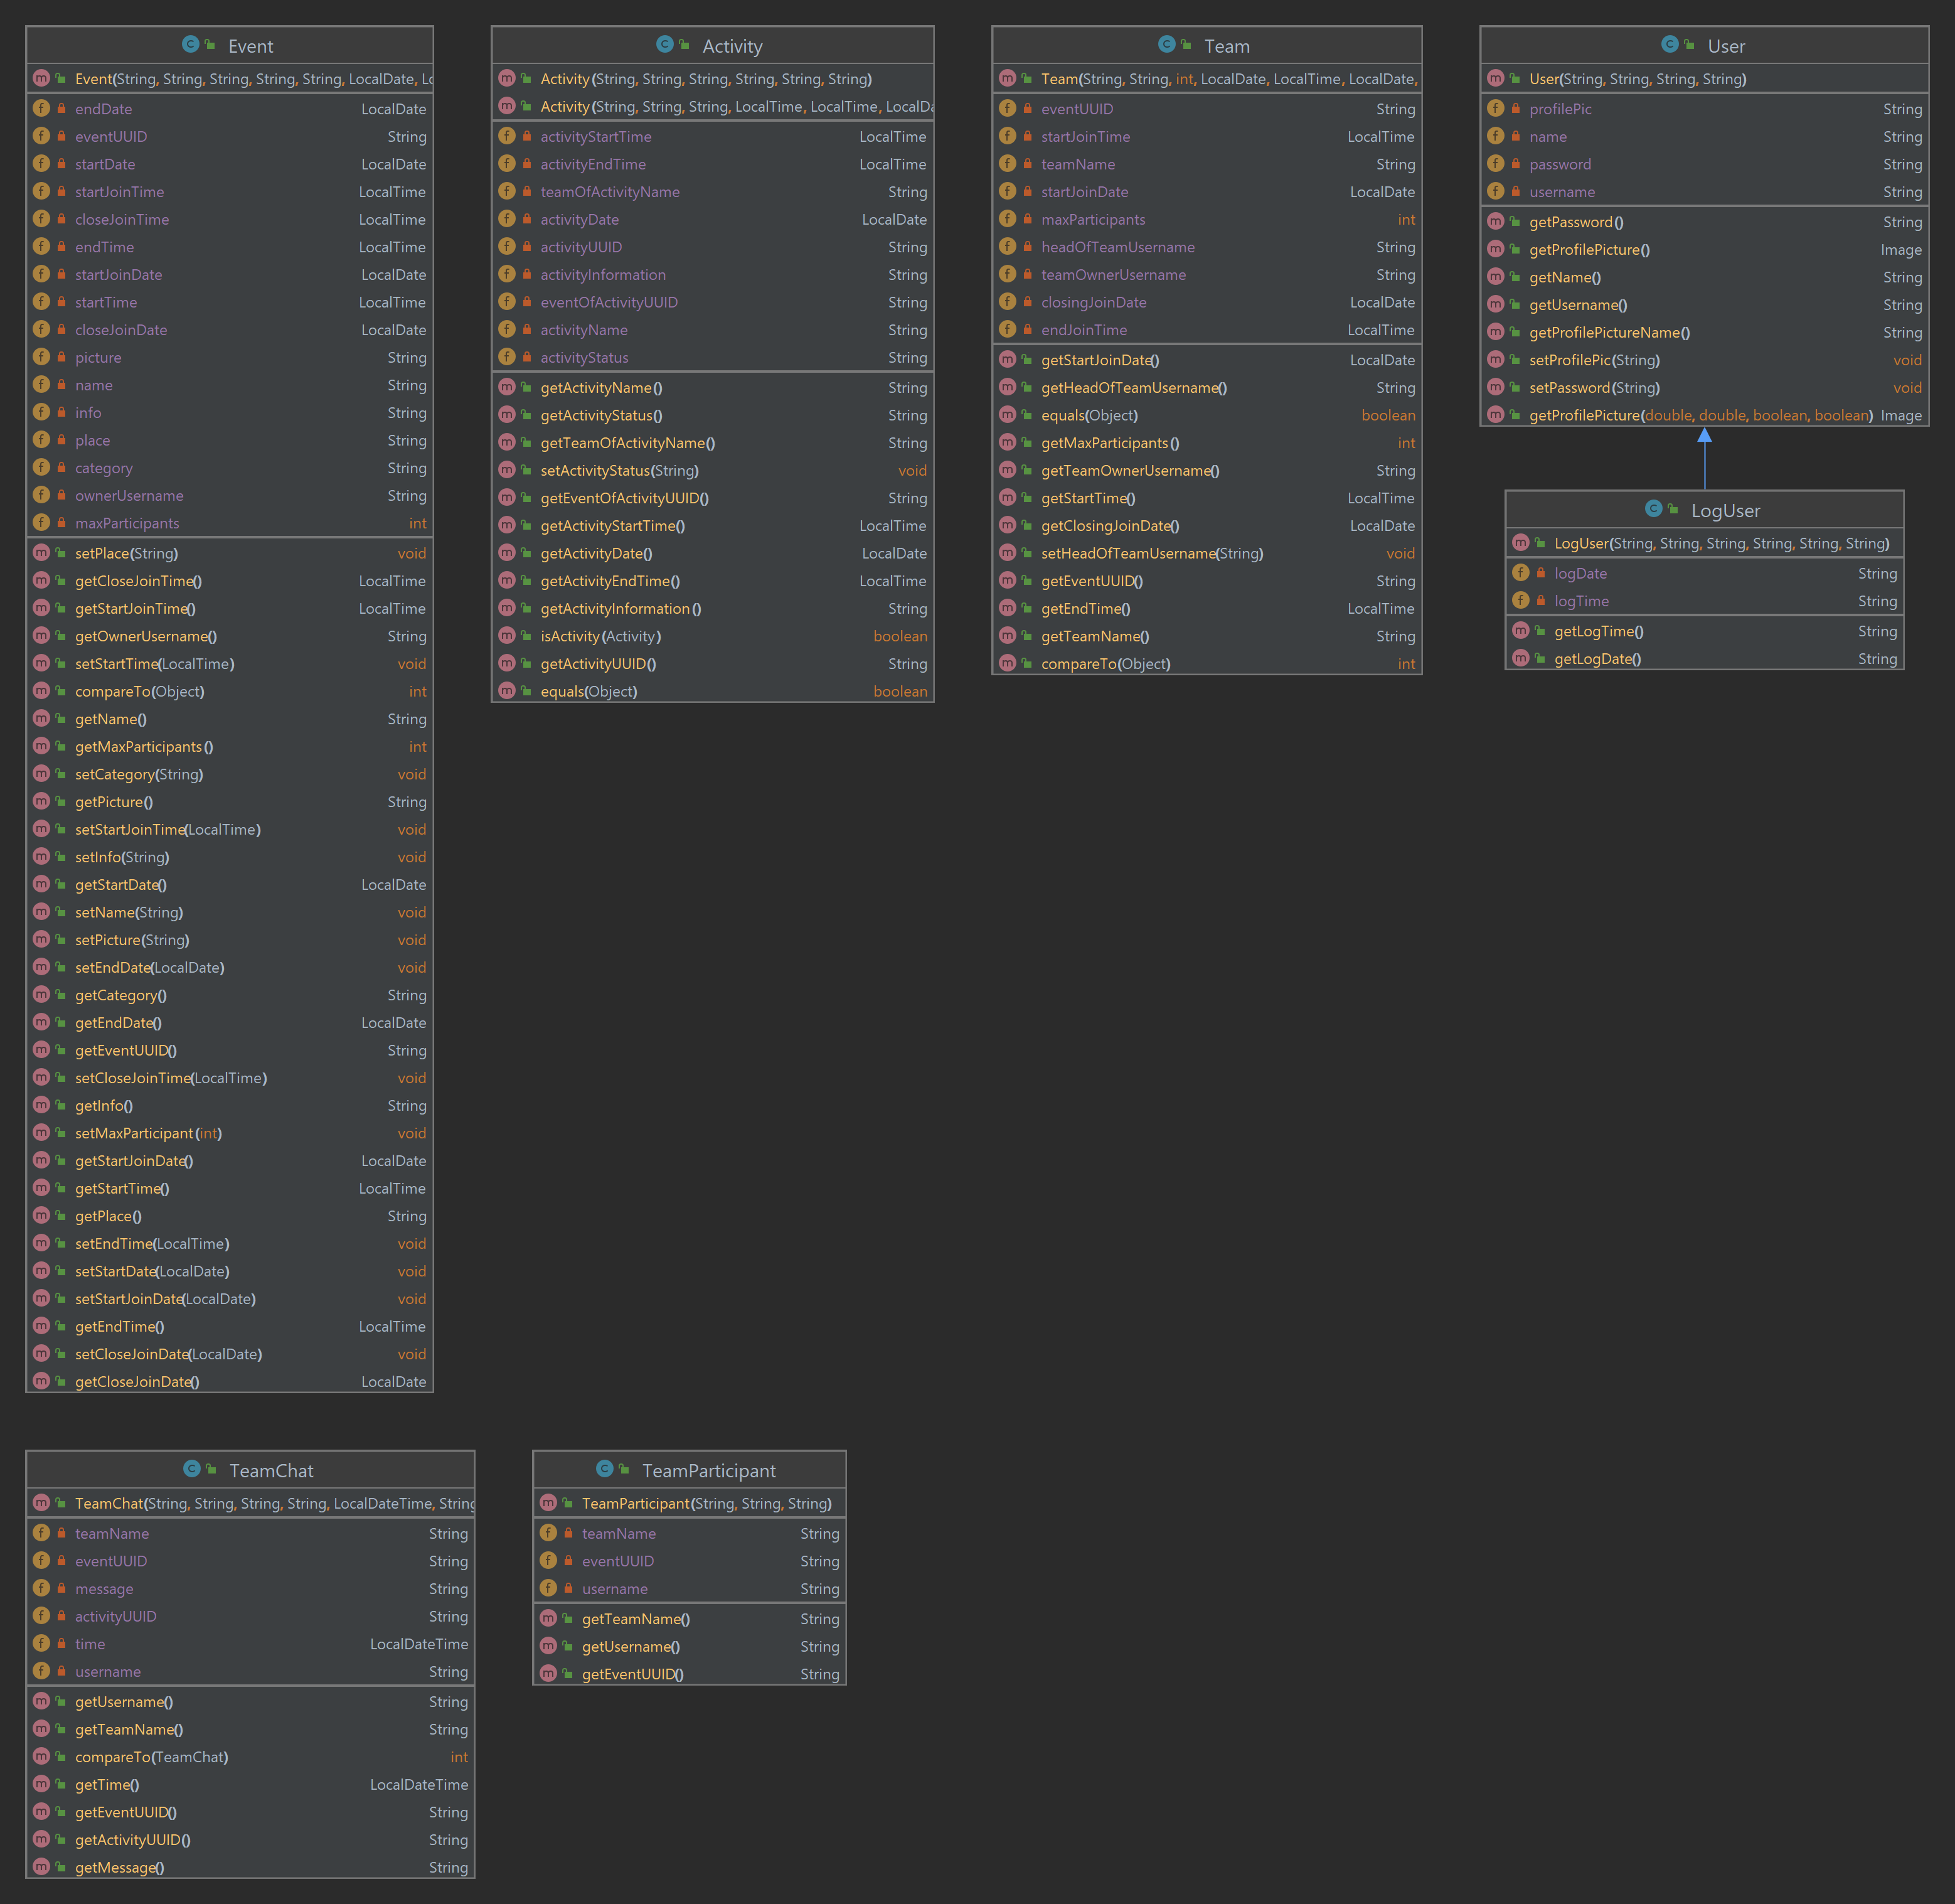 Event
Event(String, String, String, String, String, LocalDate,
endDate LocalDate
eventUUID String
startDate LocalDate
startJoinTime LocalTime
closeJoinTime LocalTime
endTime LocalTime
startJoinDate LocalDate
startTime LocalTime
closeJoinDate LocalDate
picture String
name String
info String
place String
category String
ownerUsername String
maxParticipants int
setPlace(String) void
getCloseJoinTime() LocalTime
getStartJoinTime() LocalTime
getOwnerUsername() String
setStartTime(LocalTime) void
compareTo(Object) int
getName() String
getMaxParticipants() int
setCategory(String) void
getPicture() String
setStartJoinTime(LocalTime) void
setInfo(String) void
getStartDate() LocalDate
setName(String) void
setPicture(String) void
setEndDate(LocalDate) void
getCategory() String
getEndDate() LocalDate
getEventUUID() String
setCloseJoinTime(LocalTime) void
getInfo() String
setMaxParticipant(int) void
getStartJoinDate() LocalDate
getStartTime() LocalTime
getPlace() String
setEndTime(LocalTime) void
setStartDate(LocalDate) void
setStartJoinDate(LocalDate) void
getEndTime() LocalTime
setCloseJoinDate(LocalDate) void
getCloseJoinDate() LocalDate
Activity
Activity(String, String, String, String, String, String)
Activity(String, String, String, LocalTime, LocalTime,
activityStartTime LocalTime
activityEndTime LocalTime
teamOfActivityName String
activityDate LocalDate
activityUUID String
activityInformation String
eventOfActivityUUID String
activityName String
activityStatus String
getActivityName() String
getActivityStatus() String
getTeamOfActivityName() String
setActivityStatus(String) void
getEventOfActivityUUID() String
getActivityStartTime() LocalTime
getActivityDate() LocalDate
getActivityEndTime() LocalTime
getActivityInformation() String
isActivity(Activity) boolean
getActivityUUID() String
equals(Object) boolean
Team
Team(String, String, int, LocalDate, LocalTime, LocalDate,
eventUUID String
startJoinTime LocalTime
teamName String
startJoinDate LocalDate
maxParticipants int
headOfTeamUsername String
teamOwnerUsername String
closingJoinDate LocalDate
endJoinTime LocalTime
getStartJoinDate() LocalDate
getHeadOfTeamUsername() String
equals(Object) boolean
getMaxParticipants() int
getTeamOwnerUsername() String
getStartTime() LocalTime
getClosingJoinDate() LocalDate
setHeadOfTeamUsername(String) void
getEventUUID() String
getEndTime() LocalTime
getTeamName() String
compareTo(Object) int
User
User(String, String, String, String)
profilePic String
name String
password String
username String
getPassword() String
getProfilePicture() Image
getName() String
getUsername() String
getProfilePictureName() String
setProfilePic(String) void
setPassword(String) void
getProfilePicture(double, double, boolean, boolean) Image
LogUser
LogUser(String, String, String, String, String, String)
logDate String
logTime String
getLogTime() String
getLogDate() String
TeamChat
TeamChat(String, String, String, String, LocalDateTime,
teamName String
eventUUID String
message String
activityUUID String
time LocalDateTime
username String
getUsername() String
getTeamName() String
compareTo(TeamChat) int
getTime() LocalDateTime
getEventUUID() String
getActivityUUID() String
getMessage() String
TeamParticipant
TeamParticipant(String, String, String)
teamName String
eventUUID String
username String
getTeamName() String
getUsername() String
getEventUUID() String